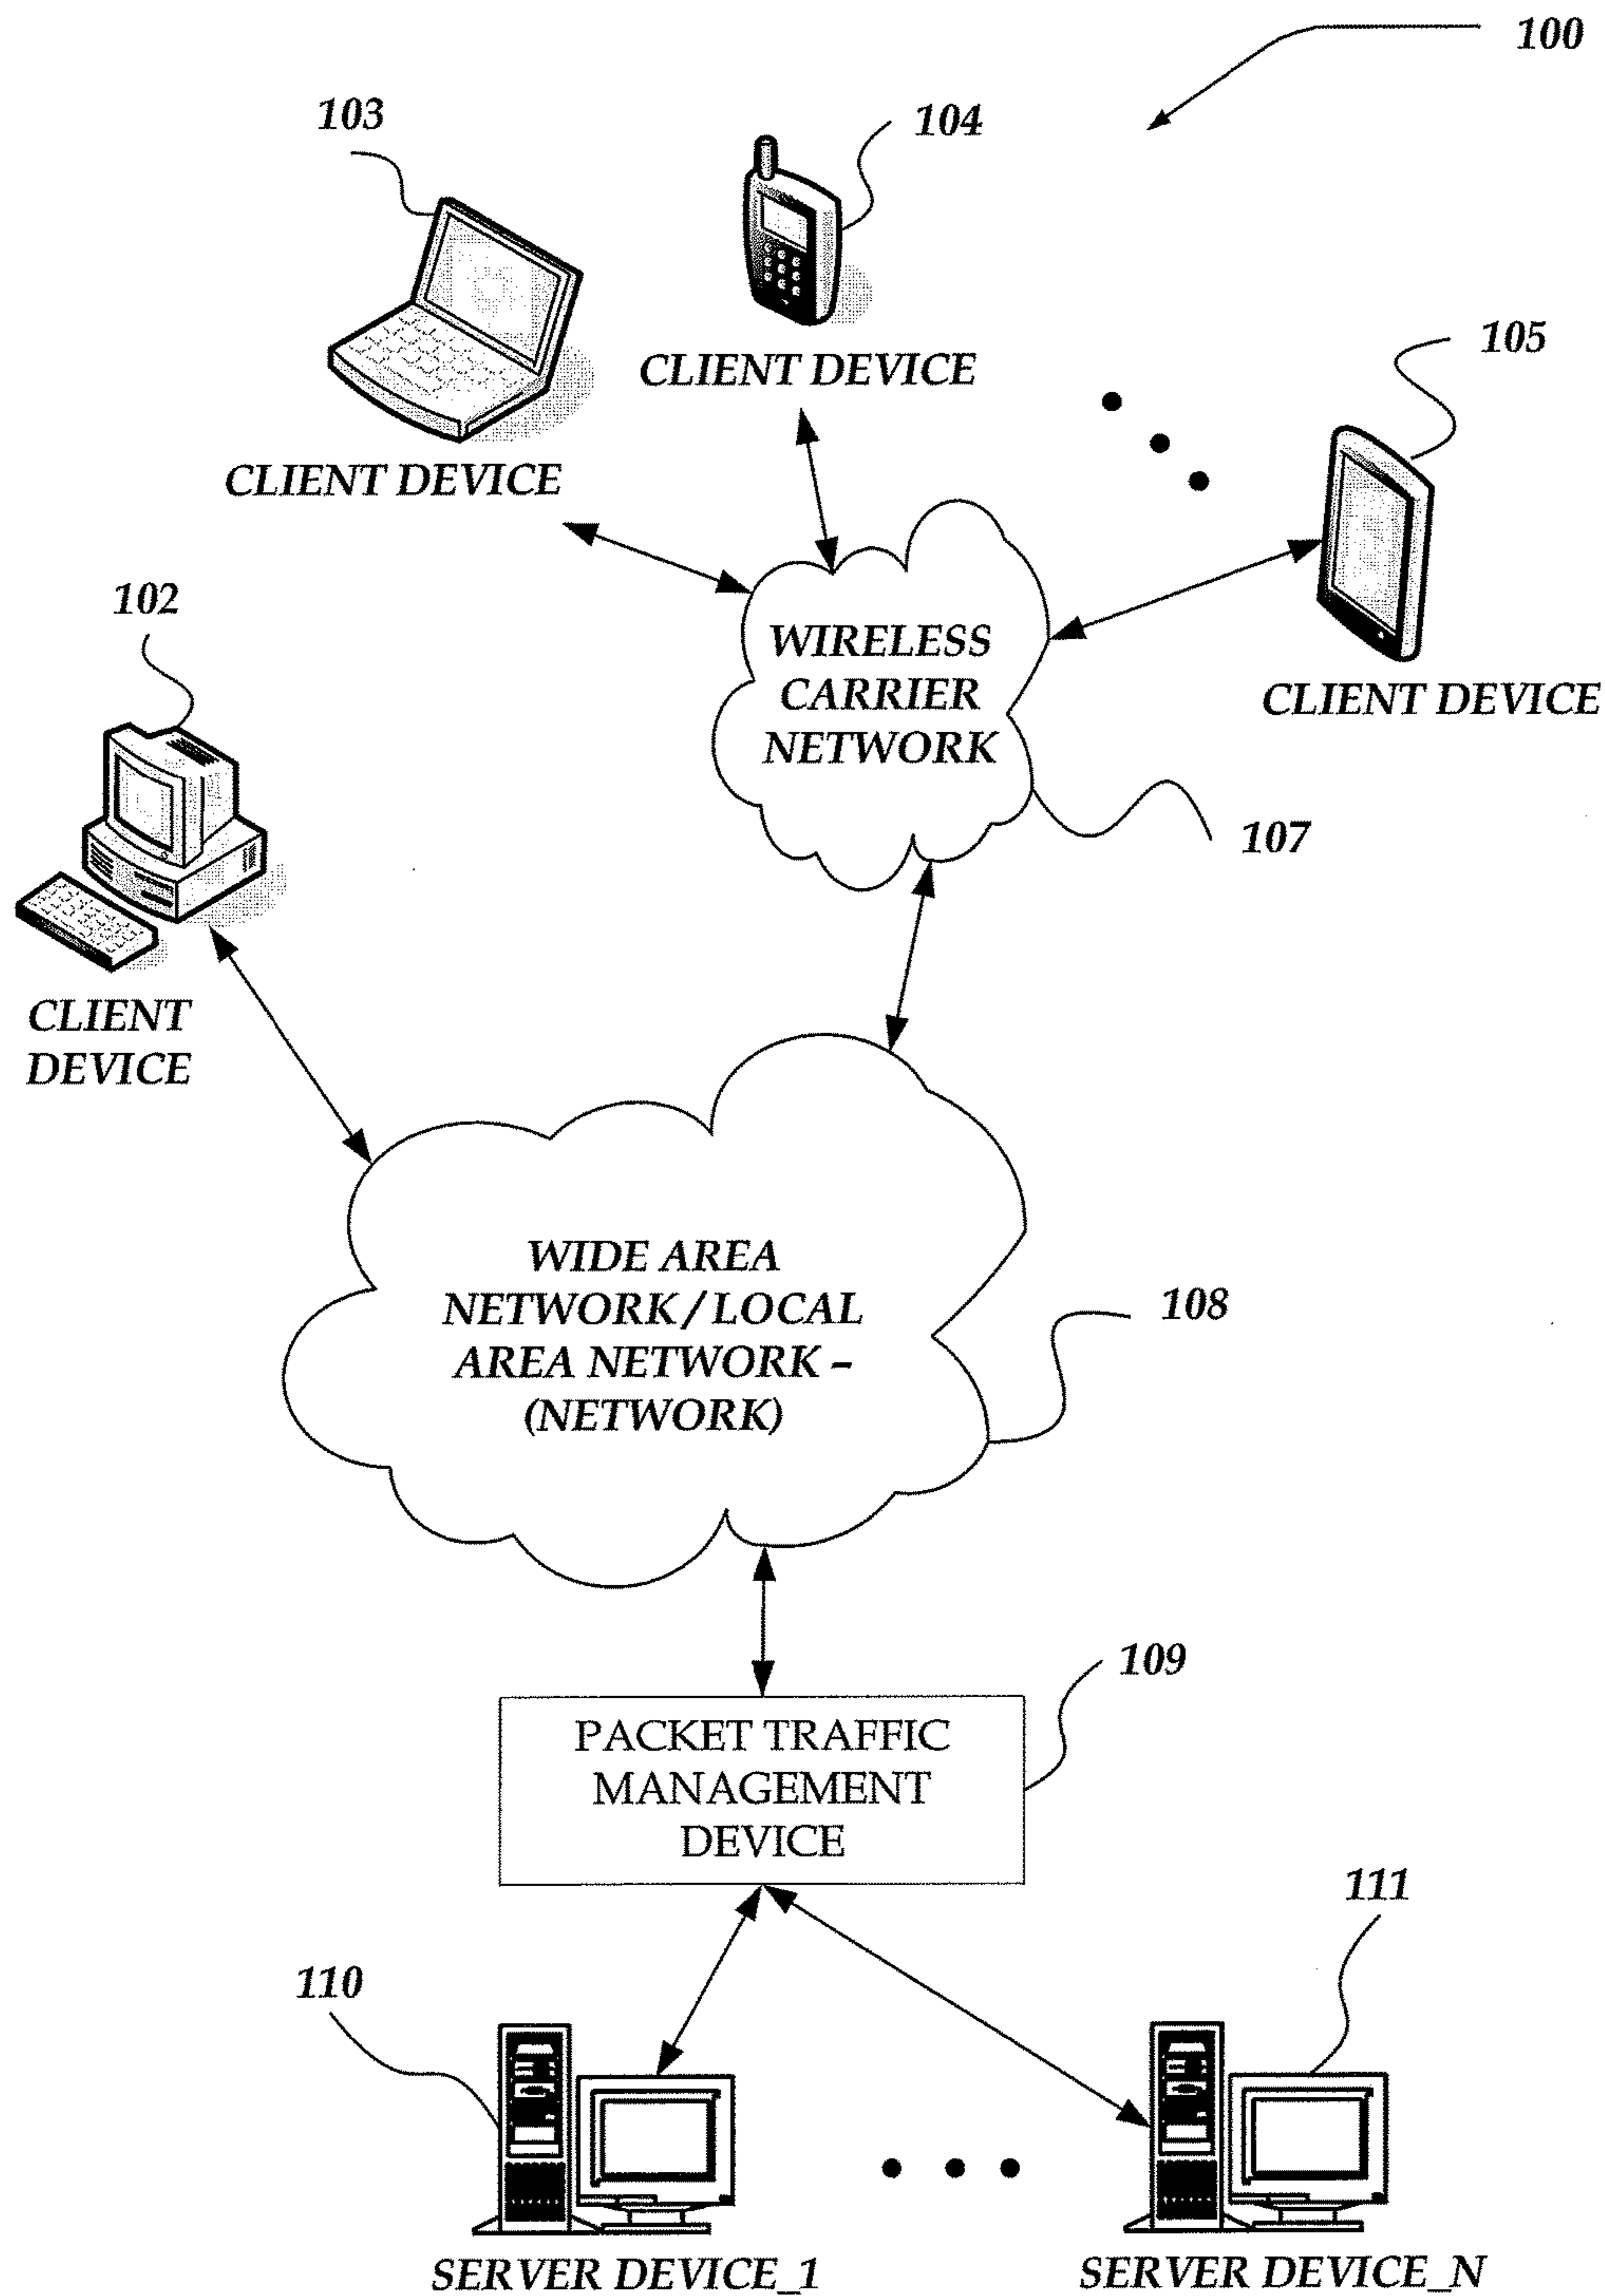 100
103
104
CLIENT DEVICE
105
CLIENT DEVICE
102
WIRELESS
CARRIER
NETWORK
CLIENT DEVICE
107
CLIENT
DEVICE
WIDE AREA
NETWORK / LOCAL
AREA NETWORK –
(NETWORK)
108
109
PACKET TRAFFIC
MANAGEMENT
DEVICE
111
110
SERVER DEVICE_1
SERVER DEVICE_N